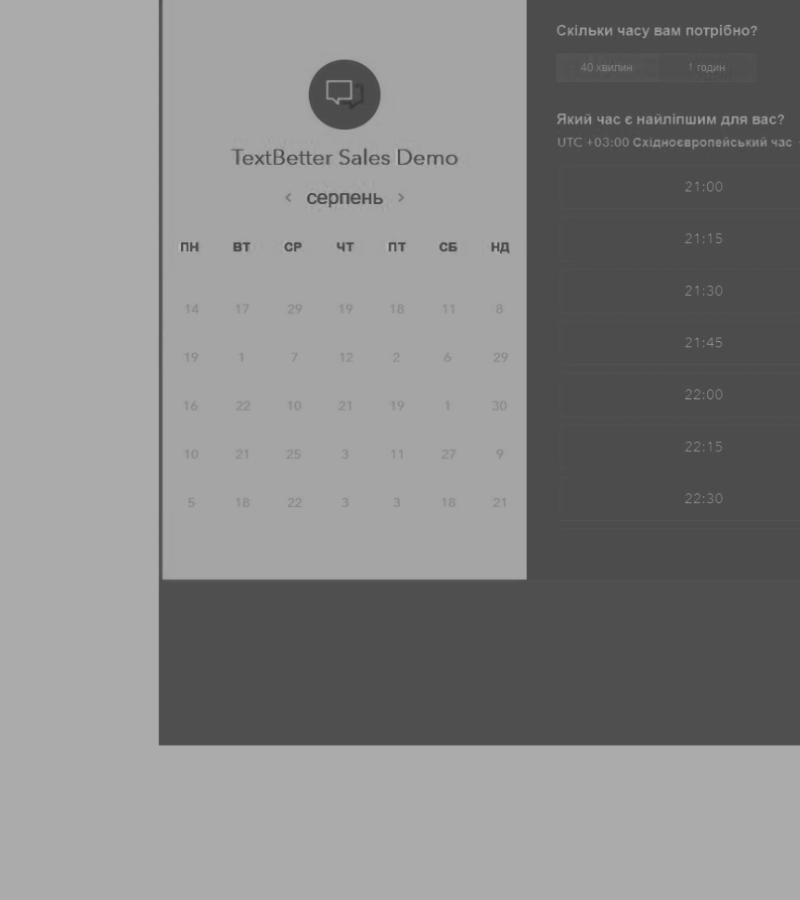 TextBetter Sales Demo
серпень
ПН ВТ СР ЧТ ПТ СБ НД
14 17 29 19 18 11 8
19 1 7 12 2 6 29
16 22 10 21 19 1 30
10 21 25 3 11 27 9
5 18 22 3 3 18 21
Скільки часу вам потрібно?
40 хвилин 1 годин
Який час є найліпшим для вас?
UTC +03:00 Східноєвропейський час
21:00
21:15
21:30
21:45
22:00
22:15
22:30